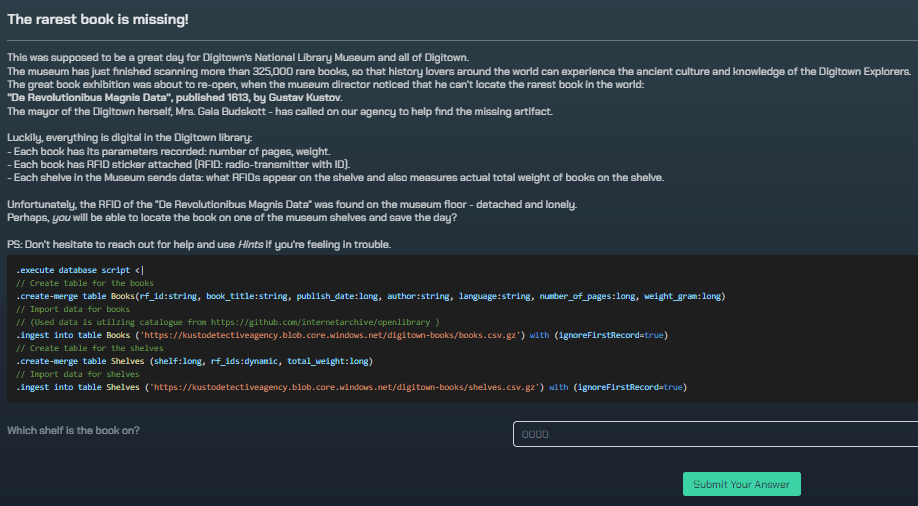 The rarest book is missing!
This was supposed to be a great day for Digitown's National Library Museum and all of Digitown.
The museum has just finished scanning more than 325,000 rare books, so that history lovers around the world can experience the ancient culture and knowledge of the Digitown Explorers.
The great book exhibition was about to re-open, when the museum director noticed that he can't locate the rarest book in the world:
"De Revolutionibus Magnis Data", published 1613, by Gustav Kustov.
The mayor of the Digitown herself, Mrs. Gaia Budskott - has called on our agency to help find the missing artifact.
Luckily, everything is digital in the Digitown library:
- Each book has its parameters recorded: number of pages, weight.
- Each book has RFID sticker attached (RFID: radio-transmitter with ID).
- Each shelve in the Museum sends data: what RFIDs appear on the shelve and also measures actual total weight of books on the shelve.
Unfortunately, the RFID of the "De Revolutionibus Magnis Data" was found on the museum floor - detached and lonely.
Perhaps, you will be able to locate the book on one of the museum shelves and save the day?
PS: Don't hesitate to reach out for help and use Hints if you're feeling in trouble.
.execute database script <|
// Create table for the books
.create-merge table Books(rf_id:string, book_title:string, publish_date:long, author:string, language:string, number_of_pages:long, weight_gram:long)
// Import data for books
// (Used data is utilzing catalogue from https://github.com/internetarchive/openlibrary )
.ingest into table Books ('https://kustodetectiveagency.blob.core.windows.net/digitown-books/books.csv.gz') with (ignoreFirstRecord=true)
// Create table for the shelves
.create-merge table Shelves (shelf:long, rf_ids:dynamic, total_weight:long)
// Import data for shelves
.ingest into table Shelves ('https://kustodetectiveagency.blob.core.windows.net/digitown-books/shelves.csv.gz') with (ignoreFirstRecord=true)
Which shelf is the book on?
0000
Submit Your Answer